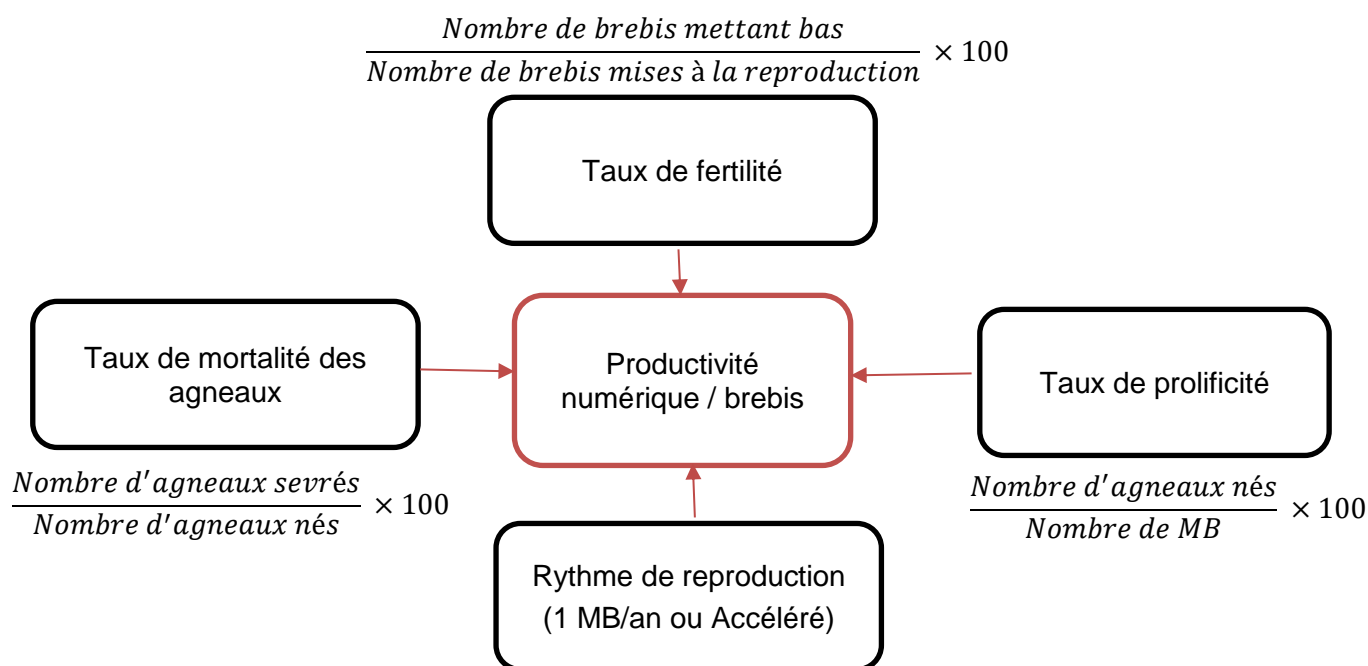 Nombre de brebis mettant bas
Nombre de brebis mises à la reproduction
× 100
Taux de fertilité
Taux de mortalité des
agneaux
Productivité
numérique / brebis
Taux de prolificité
Nombre d'agneaux sevrés
Nombre d'agneaux nés
× 100
Nombre d'agneaux nés
Nombre de MB
× 100
Rythme de reproduction
(1 MB/an ou Accéléré)